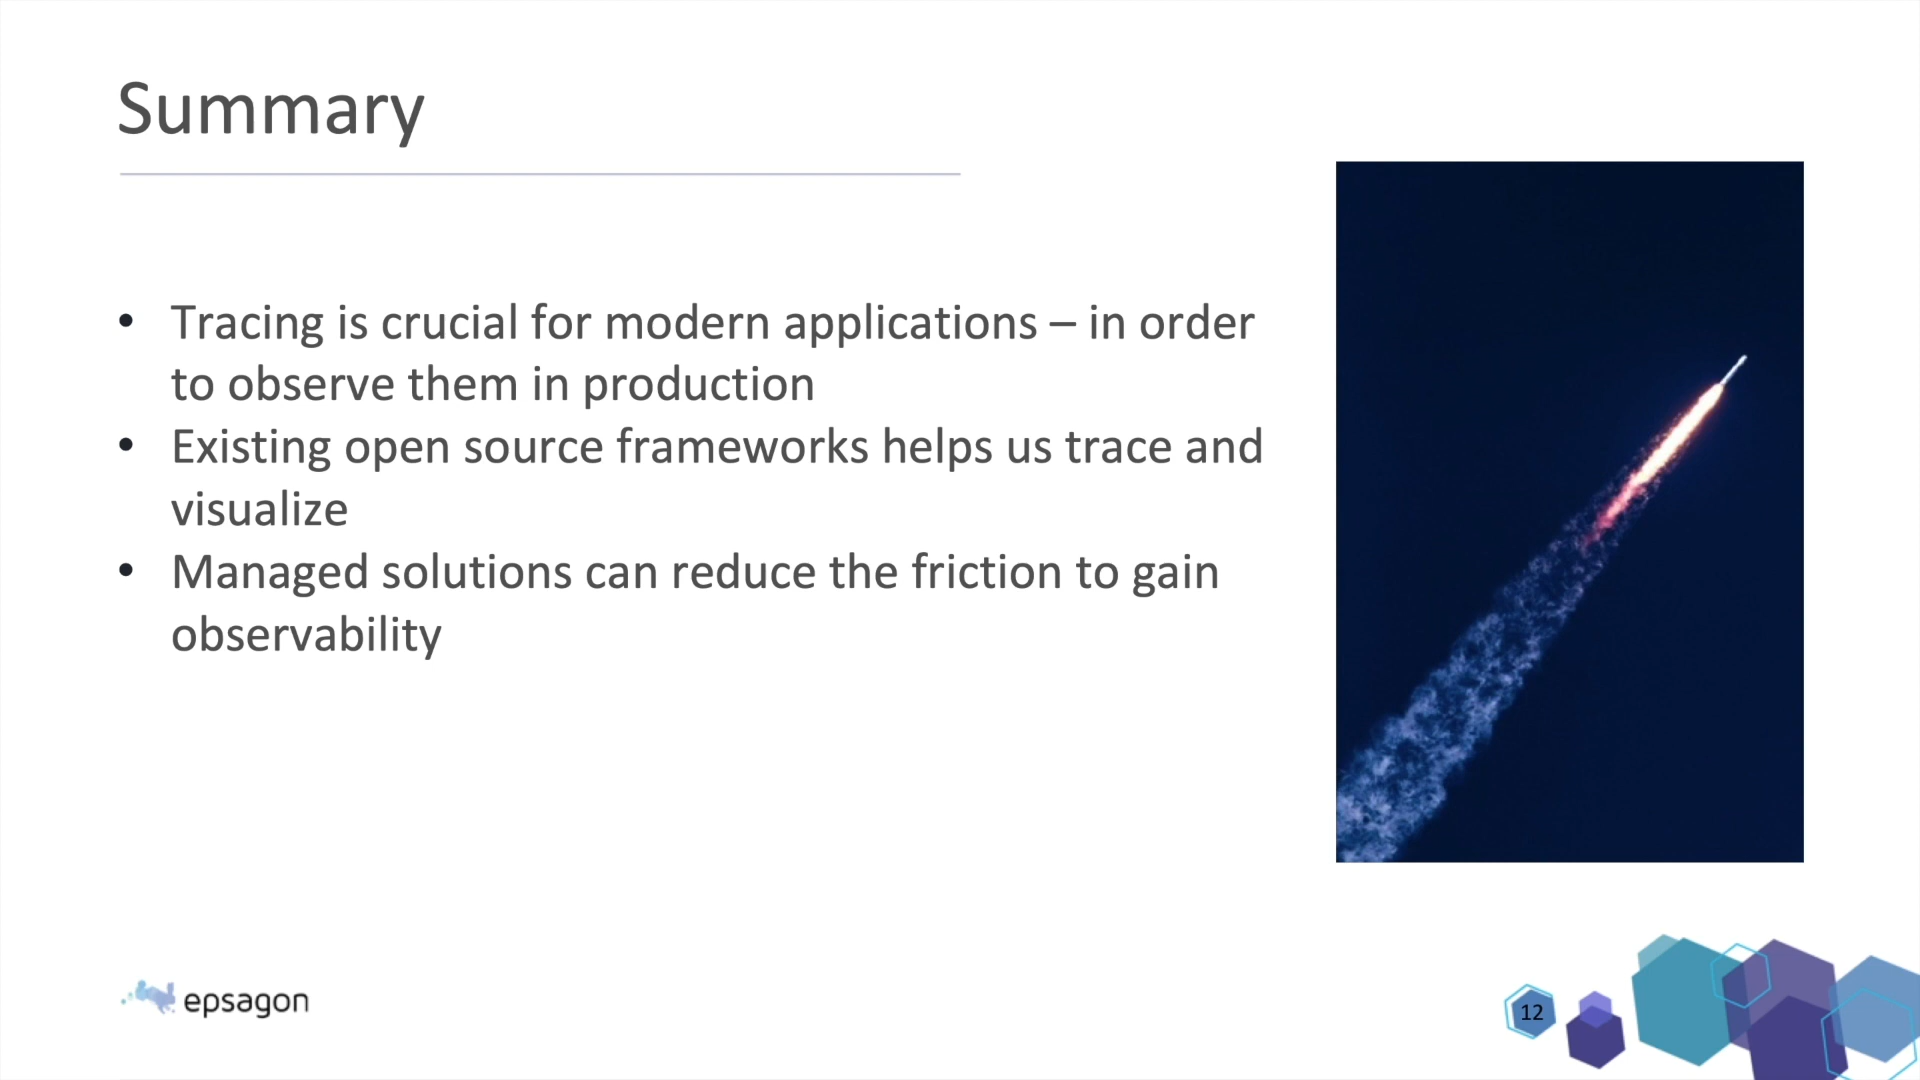 Summary
• Tracing is crucial for modern applications – in order
to observe them in production
• Existing open source frameworks helps us trace and
visualize
• Managed solutions can reduce the friction to gain
observability
epsagon
12